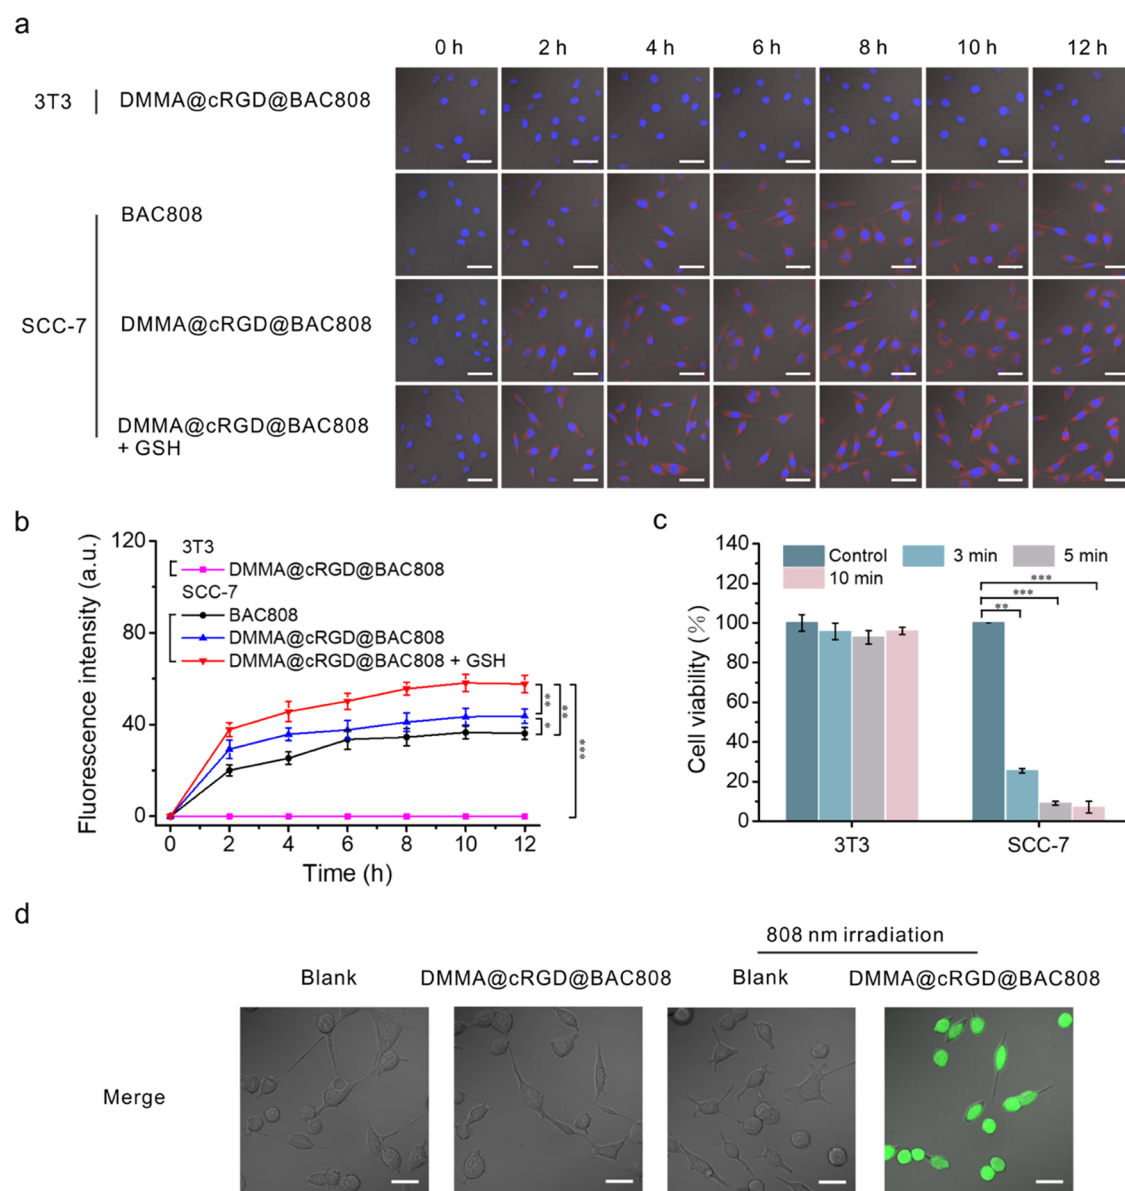 a
0 h 2 h 4 h 6 h 8 h 10 h 12 h
3T3 DMMA@cRGD@BAC808
BAC808
SCC-7 DMMA@cRGD@BAC808
DMMA@cRGD@BAC808
+ GSH
b
Fluorescence intensity (a.u.)
120
80
40
0
3T3
DMMA@cRGD@BAC808
SCC-7
BAC808
DMMA@cRGD@BAC808
DMMA@cRGD@BAC808 + GSH
**
*
**
***
0 2 4 6 8 10 12
Time (h)
c
Cell viability (%)
140
120
100
80
60
40
20
0
Control 3 min 5 min
10 min
***
***
**
3T3 SCC-7
d
808 nm irradiation
Blank DMMA@cRGD@BAC808 Blank DMMA@cRGD@BAC808
Merge